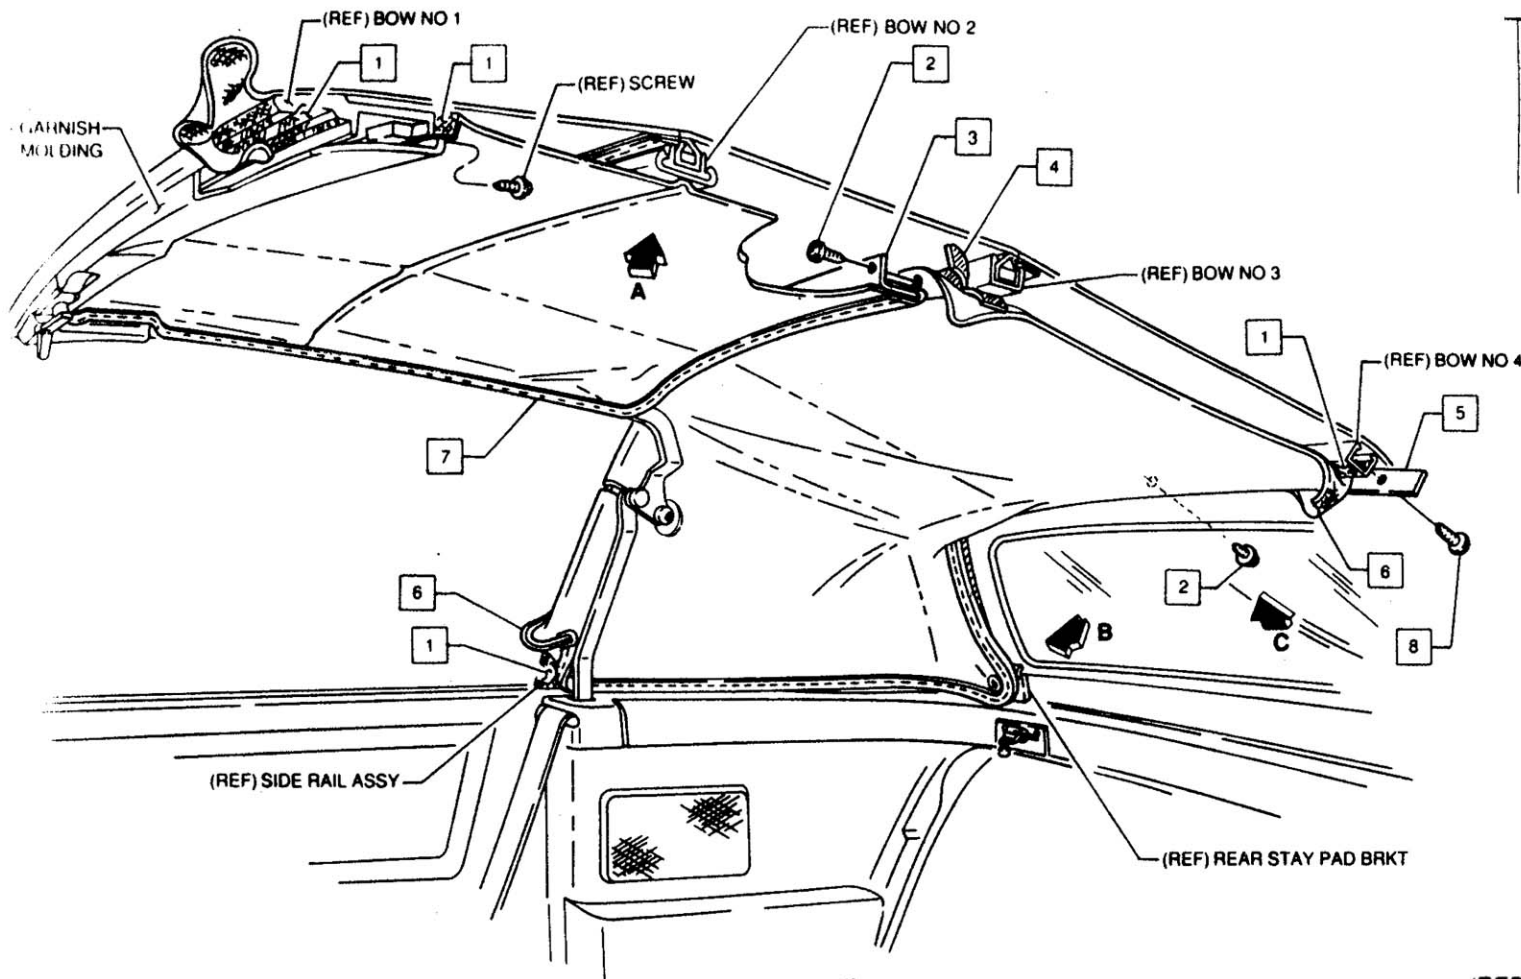 (REF) BOW NO 1
1
1
(REF) SCREW
(REF) BOW NO 2
2
3
4
GARNISH
MOLDING
A
(REF) BOW NO 3
1
(REF) BOW NO 4
5
7
6
2
6
B
C
8
1
(REF) SIDE RAIL ASSY
(REF) REAR STAY PAD BRKT